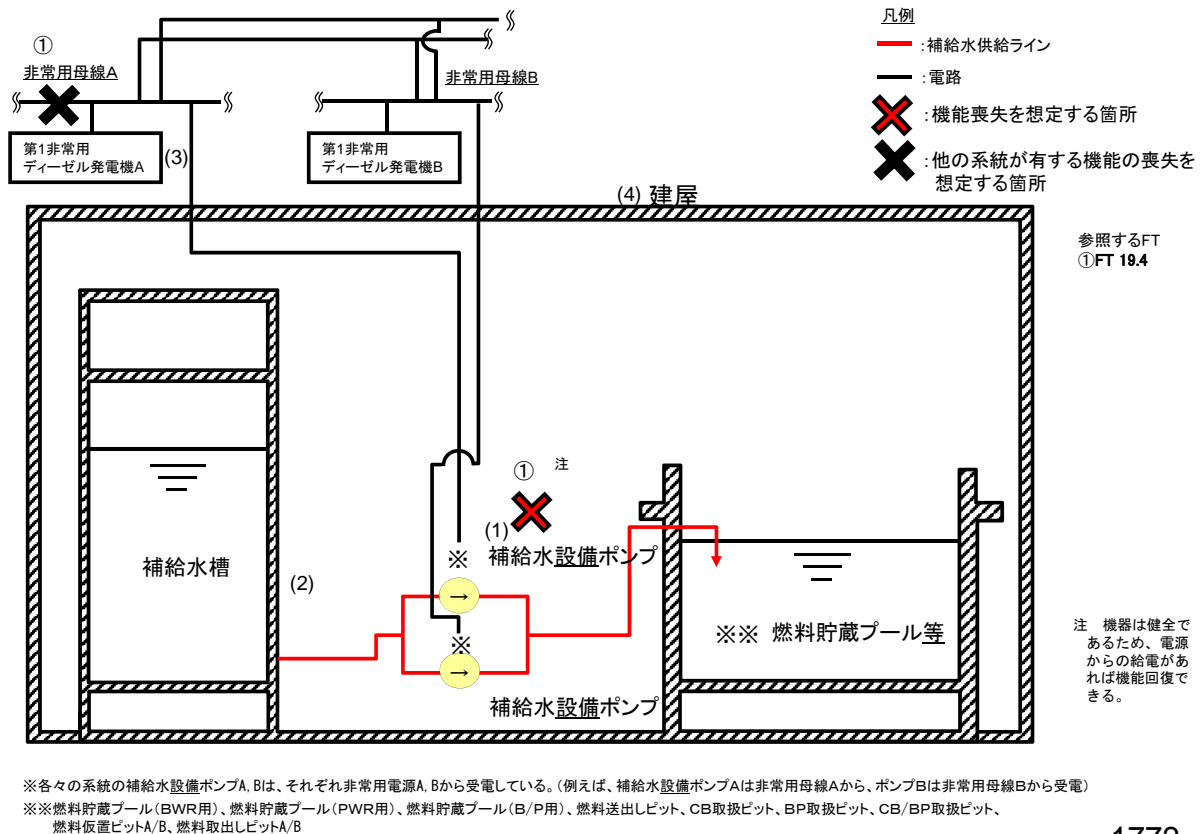 ①
非常用母線A
非常用母線B
第1非常用
ディーゼル発電機A
(3)
第1非常用
ディーゼル発電機B
凡例
:補給水供給ライン
:電路
:機能喪失を想定する箇所
:他の系統が有する機能の喪失を
想定する箇所
(4) 建屋
参照するFT
①FT 19.4
① 注
(1)
※
補給水設備ポンプ
補給水槽
(2)
→
※
→
補給水設備ポンプ
※※ 燃料貯蔵プール等
注 機器は健全で
あるため、電源
からの給電があ
れば機能回復で
きる。
※各々の系統の補給水設備ポンプA, Bは、それぞれ非常用電源A, Bから受電している。(例えば、補給水設備ポンプAは非常用母線Aから、ポンプBは非常用母線Bから受電)
※※燃料貯蔵プール(BWR用)、燃料貯蔵プール(PWR用)、燃料貯蔵プール(B/P用)、燃料送出しピット、CB取扱ピット、BP取扱ピット、CB/BP取扱ピット、
燃料仮置ピットA/B、燃料取出しピットA/B